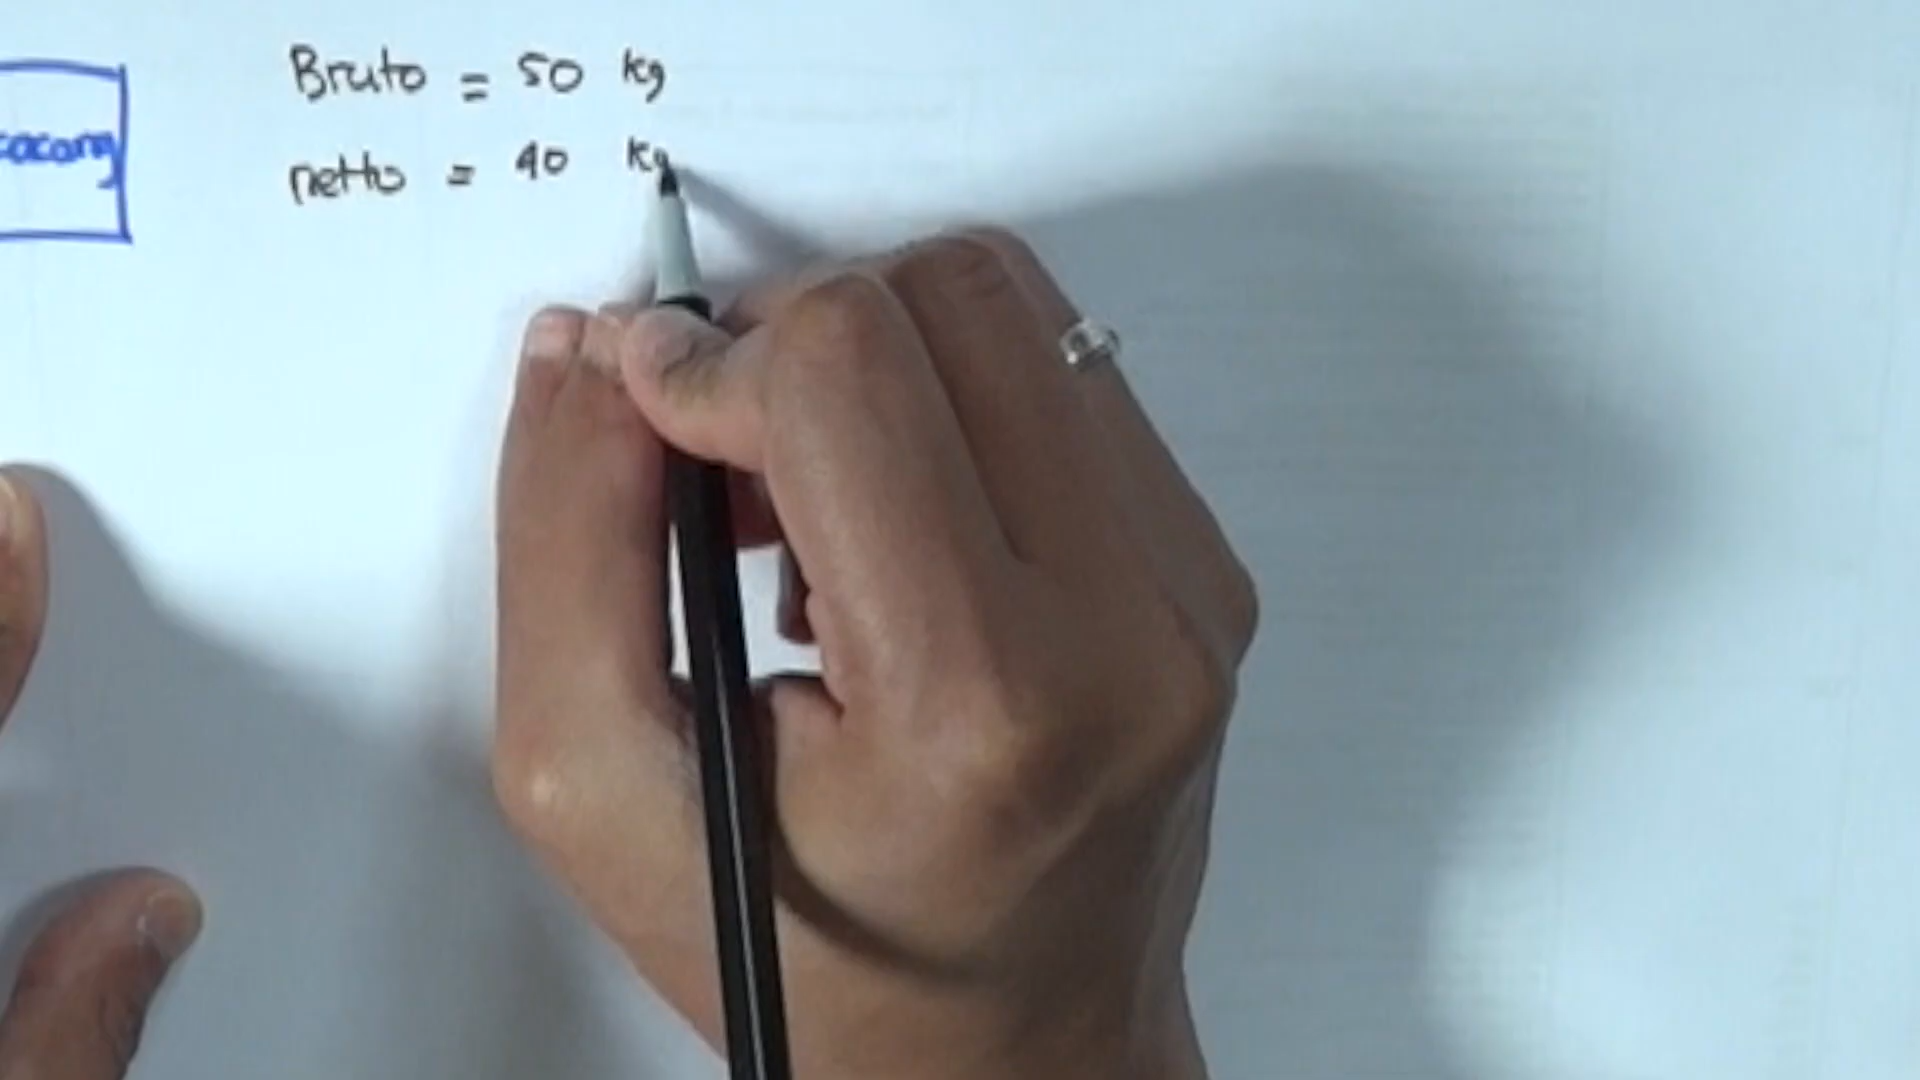 Bruto = 50 kg
netto = 40 kg